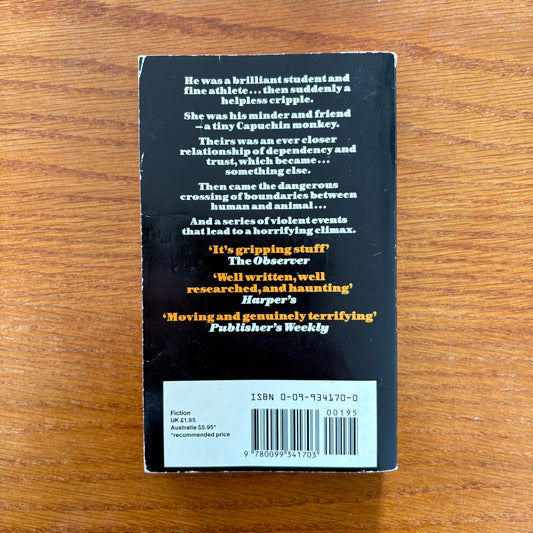 He was a brilliant student and
fine athlete... then suddenly a
helpless cripple.
She was his minder and friend
—a tiny Capuchin monkey.
Theirs was an ever closer
relationship of dependency and
trust, which became...
something else.
Then came the dangerous
crossing of boundaries between
human and animal...
And a series of violent events
that lead to a horrifying climax.
‘It's gripping stuff’
The Observer
‘Well written, well
researched, and haunting’
Harper's
‘Moving and genuinely terrifying’
Publisher's Weekly
ISBN 0-09-934170-0
Fiction
UK £1.95
Australia $5.95*
*recommended price
00195
9 780099 341703